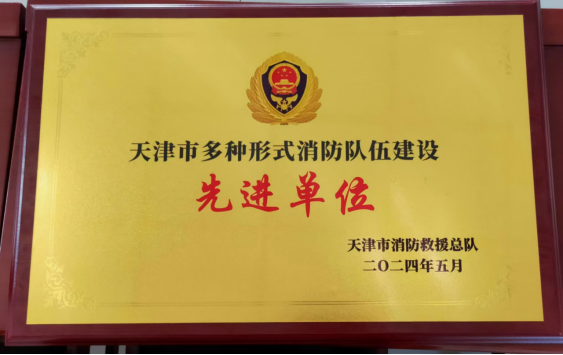 天津市多种形式消防队伍建设
先进单位
天津市消防救援总队
二〇二四年五月